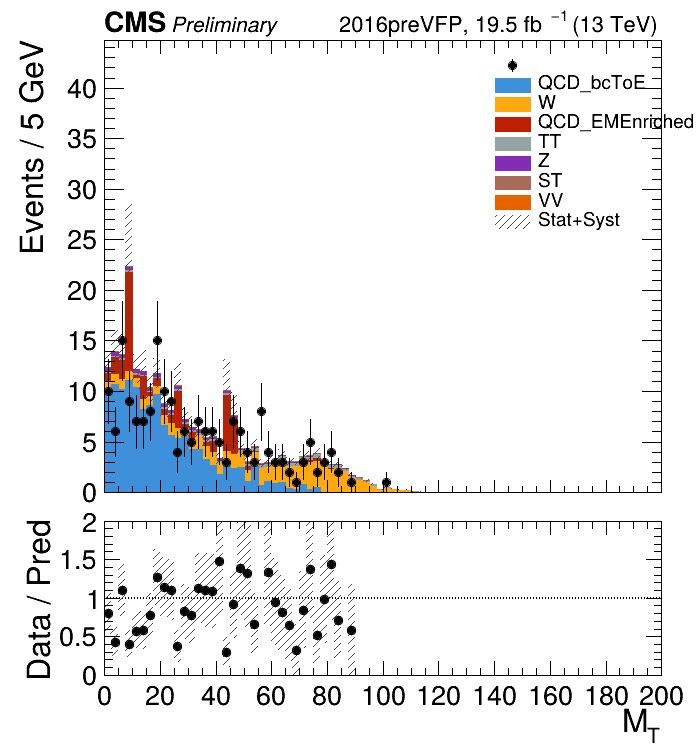 CMS Preliminary 2016preVFP, 19.5 fb⁻¹ (13 TeV)
Events / 5 GeV
40
35
30
25
20
15
10
5
0
QCD_bcToE
W
QCD_EMEnriched
TT
Z
ST
VV
Stat+Syst
Data / Pred
2
1.5
1
0.5
0
0 20 40 60 80 100 120 140 160 180 200
M_T